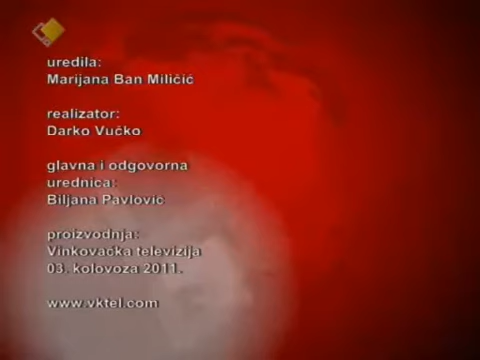 uredila:
Marijana Ban Miličić
realizator:
Darko Vučko
glavna i odgovorna
urednica:
Biljana Pavlović
proizvodnja:
Vinkovačka televizija
03. kolovoza 2011.
www.vktel.com